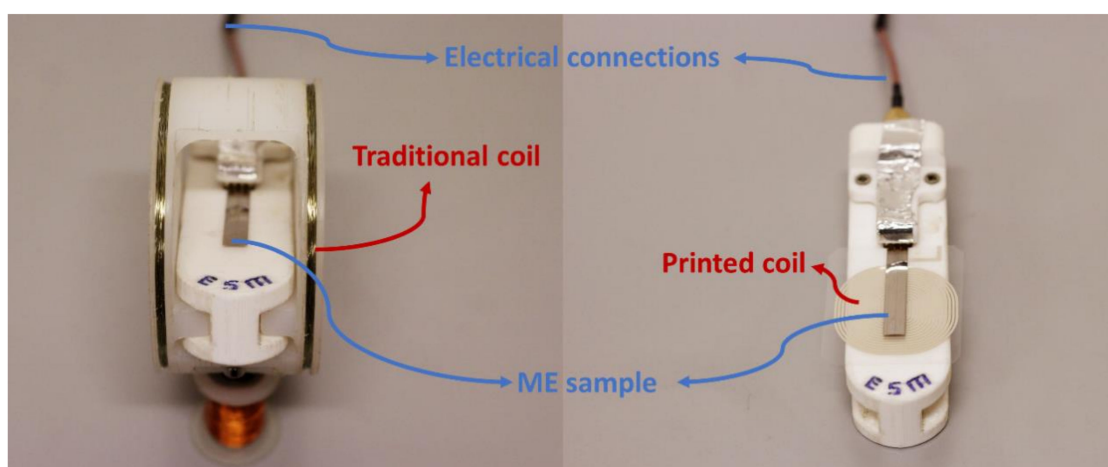 Electrical connections
Traditional coil
Printed coil
ME sample
ESM
ESM